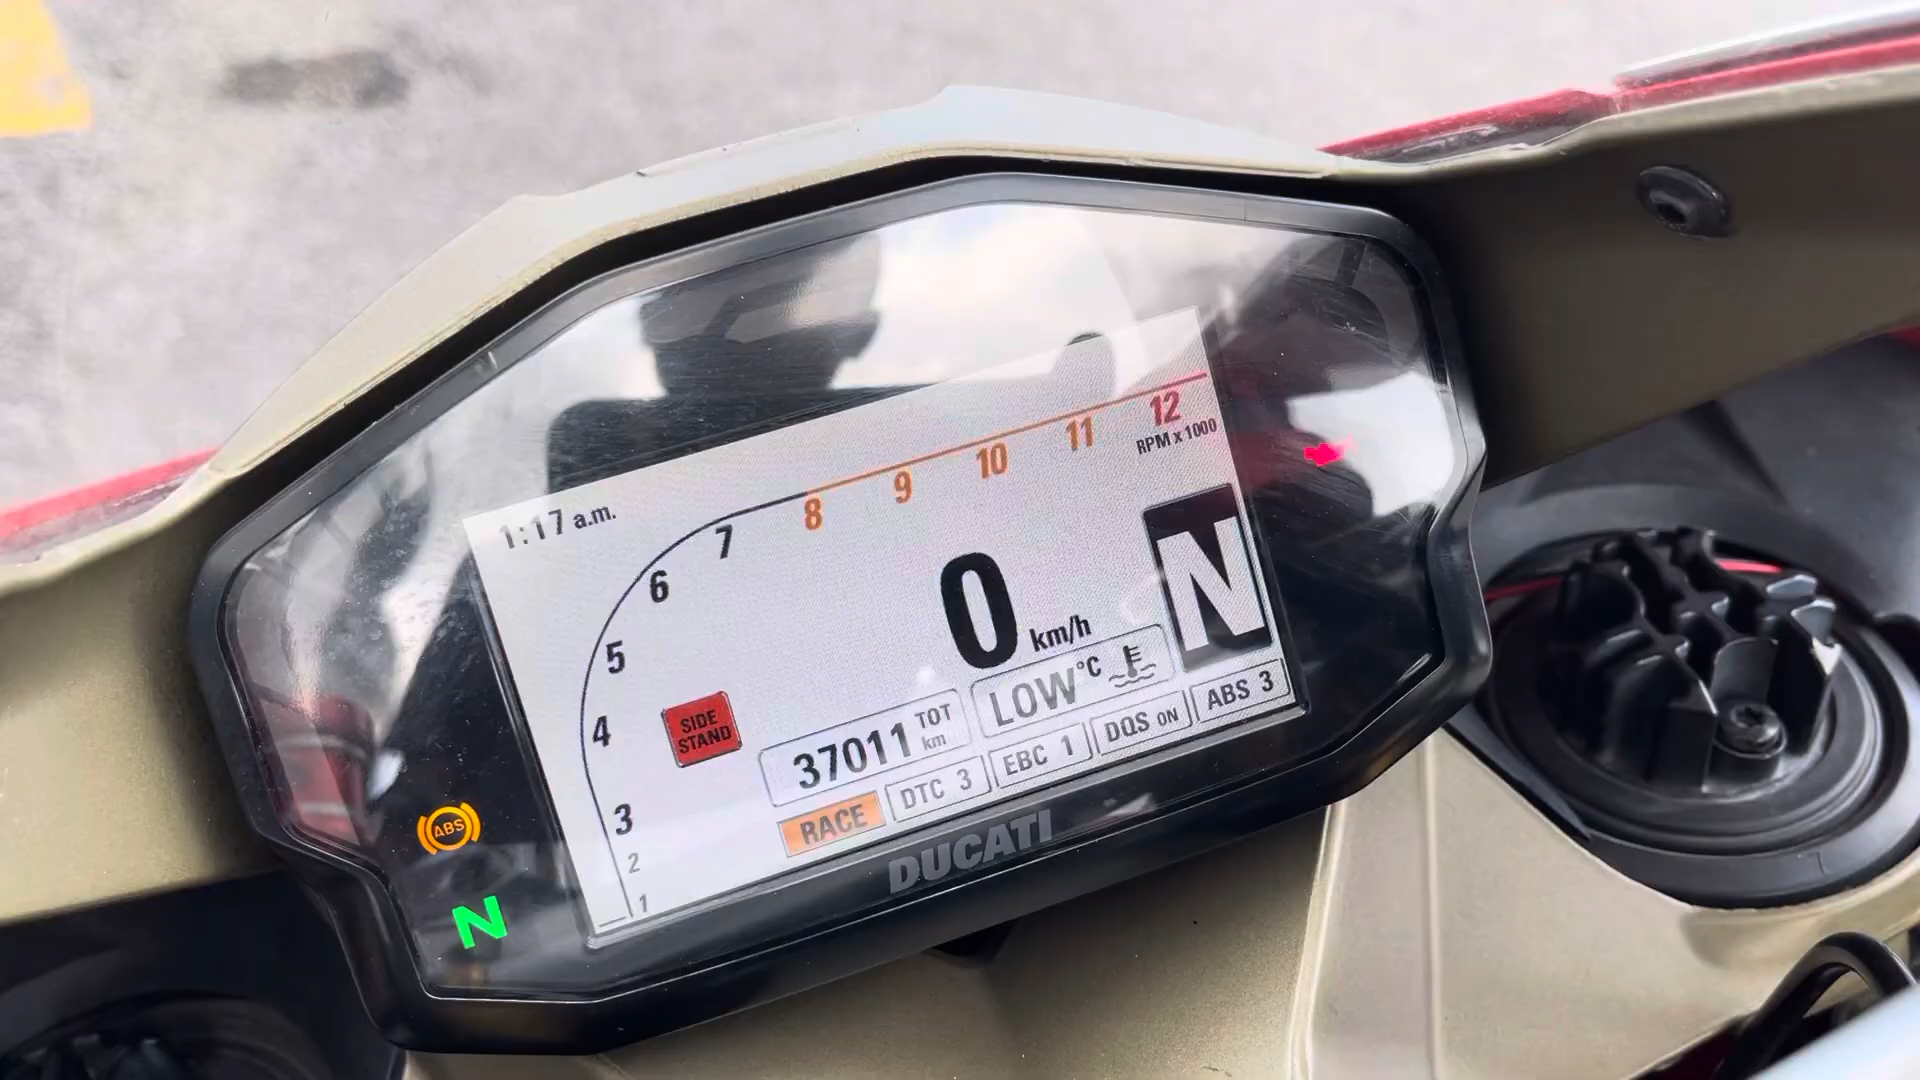 1:17 a.m.
1
2
3
4
5
6
7
8
9
10
11
12
RPM x 1000
0 km/h
N
SIDE
STAND
37011 TOT km
LOW °C
RACE
DTC 3
EBC 1
DQS ON
ABS 3
DUCATI
ABS
N